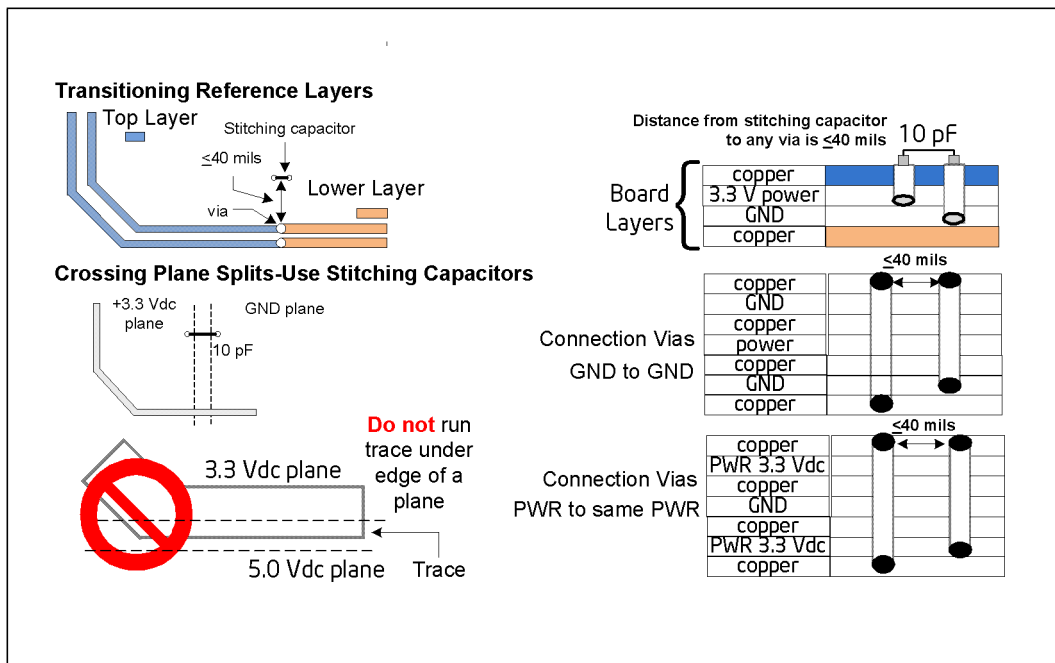 Transitioning Reference Layers
Top Layer
Stitching capacitor
≤40 mils
Lower Layer
via
Crossing Plane Splits-Use Stitching Capacitors
+3.3 Vdc
plane
GND plane
10 pF
Do not run
trace under
edge of a
plane
3.3 Vdc plane
5.0 Vdc plane
Trace
Distance from stitching capacitor
to any via is ≤40 mils
10 pF
Board
Layers
copper
3.3 V power
GND
copper
≤40 mils
Connection Vias
GND to GND
copper
GND
copper
power
copper
GND
copper
≤40 mils
Connection Vias
PWR to same PWR
copper
PWR 3.3 Vdc
copper
GND
copper
PWR 3.3 Vdc
copper